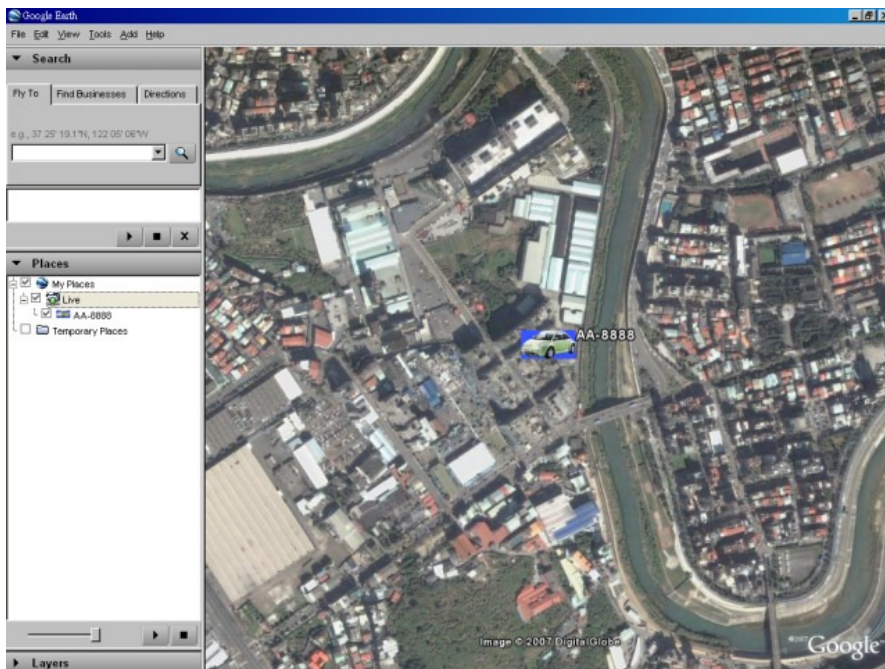 Google Earth
File Edit View Tools Add Help
Search
Fly To Find Businesses Directions
e.g., 37 25' 19.1"N, 122 05' 06"W
X
Places
My Places
Live
AA-8888
Temporary Places
Layers
AA-8888
Image © 2007 DigitalGlobe
©2007 Google